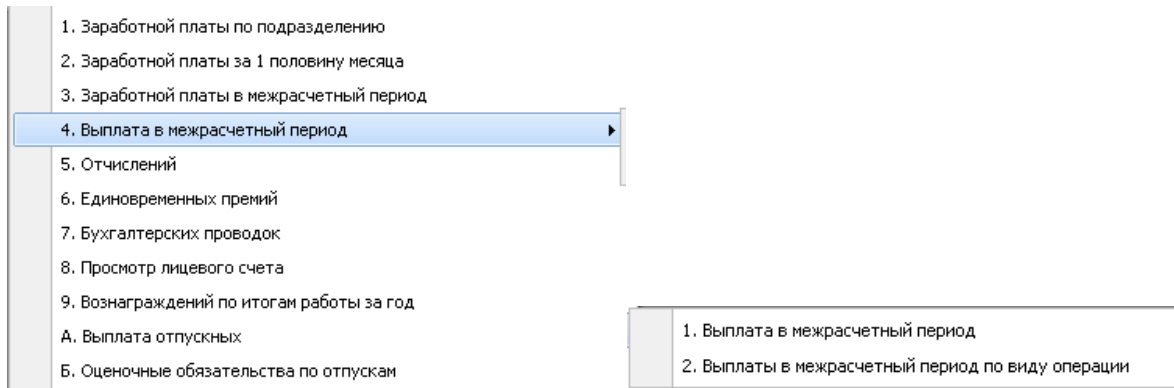 1. Заработной платы по подразделению
2. Заработной платы за 1 половину месяца
3. Заработной платы в межрасчетный период
4. Выплата в межрасчетный период
5. Отчислений
6. Единовременных премий
7. Бухгалтерских проводок
8. Просмотр лицевого счета
9. Вознаграждений по итогам работы за год
А. Выплата отпускных
Б. Оценочные обязательства по отпускам
1. Выплата в межрасчетный период
2. Выплаты в межрасчетный период по виду операции